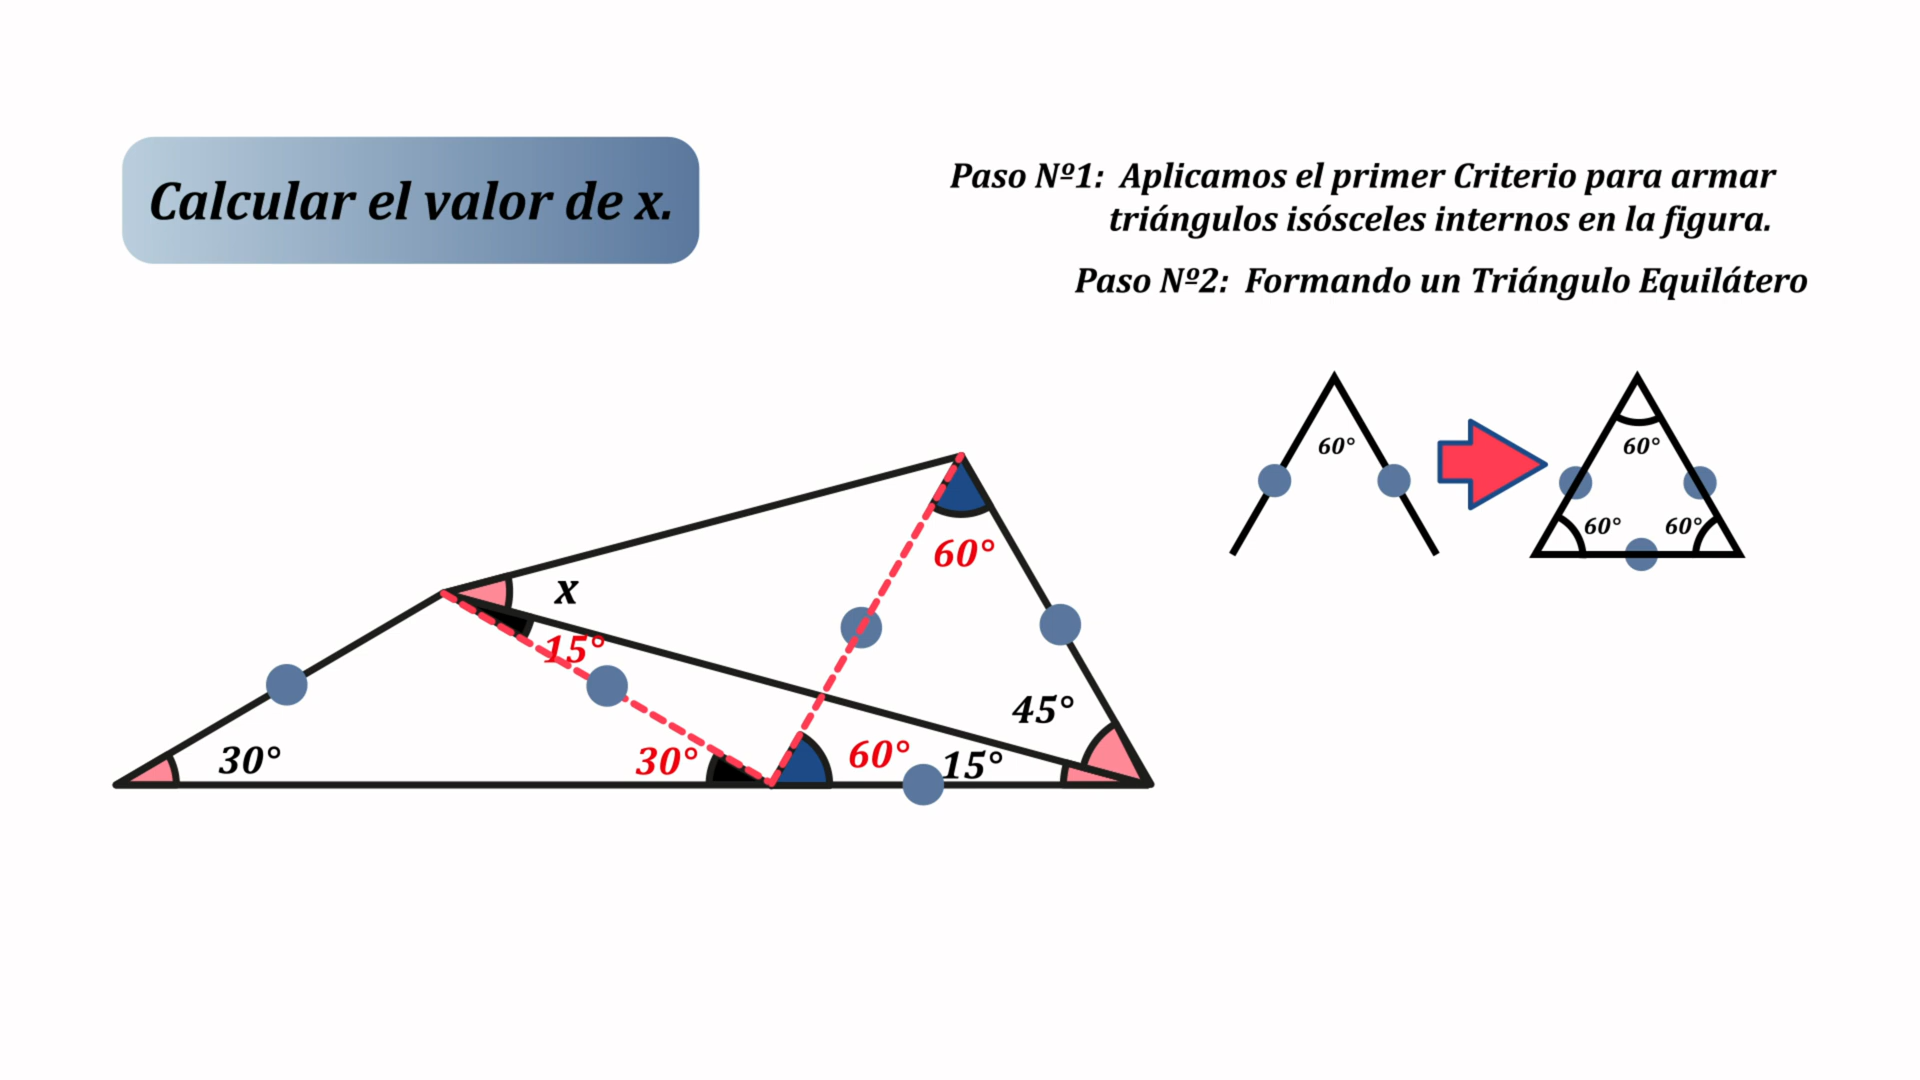 Calcular el valor de x.
Paso Nº1: Aplicamos el primer Criterio para armar
triángulos isósceles internos en la figura.
Paso Nº2: Formando un Triángulo Equilátero
60°
60°
60°
60°
60°
x
15°
45°
30°
30°
60°
15°